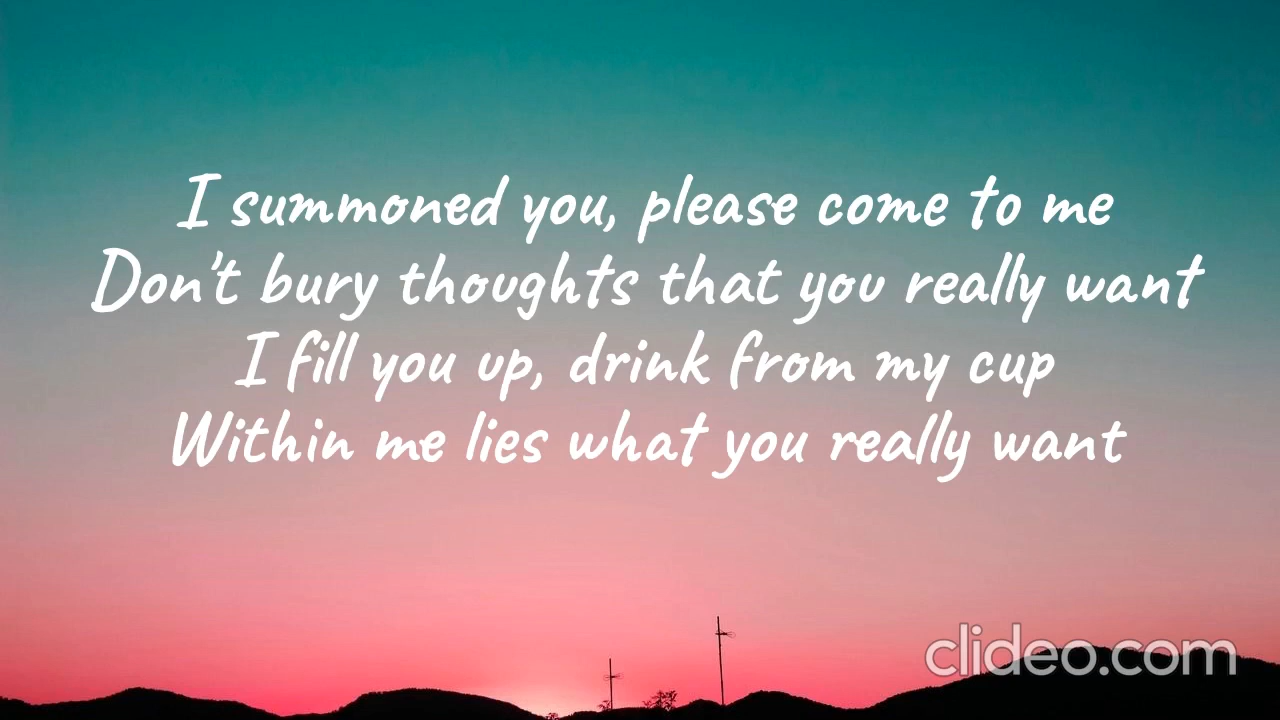 I summoned you, please come to me
Don't bury thoughts that you really want
I fill you up, drink from my cup
Within me lies what you really want
clideo.com